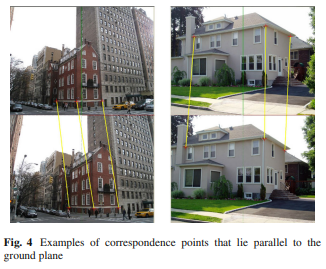 Fig. 4 Examples of correspondence points that lie parallel to the
ground plane